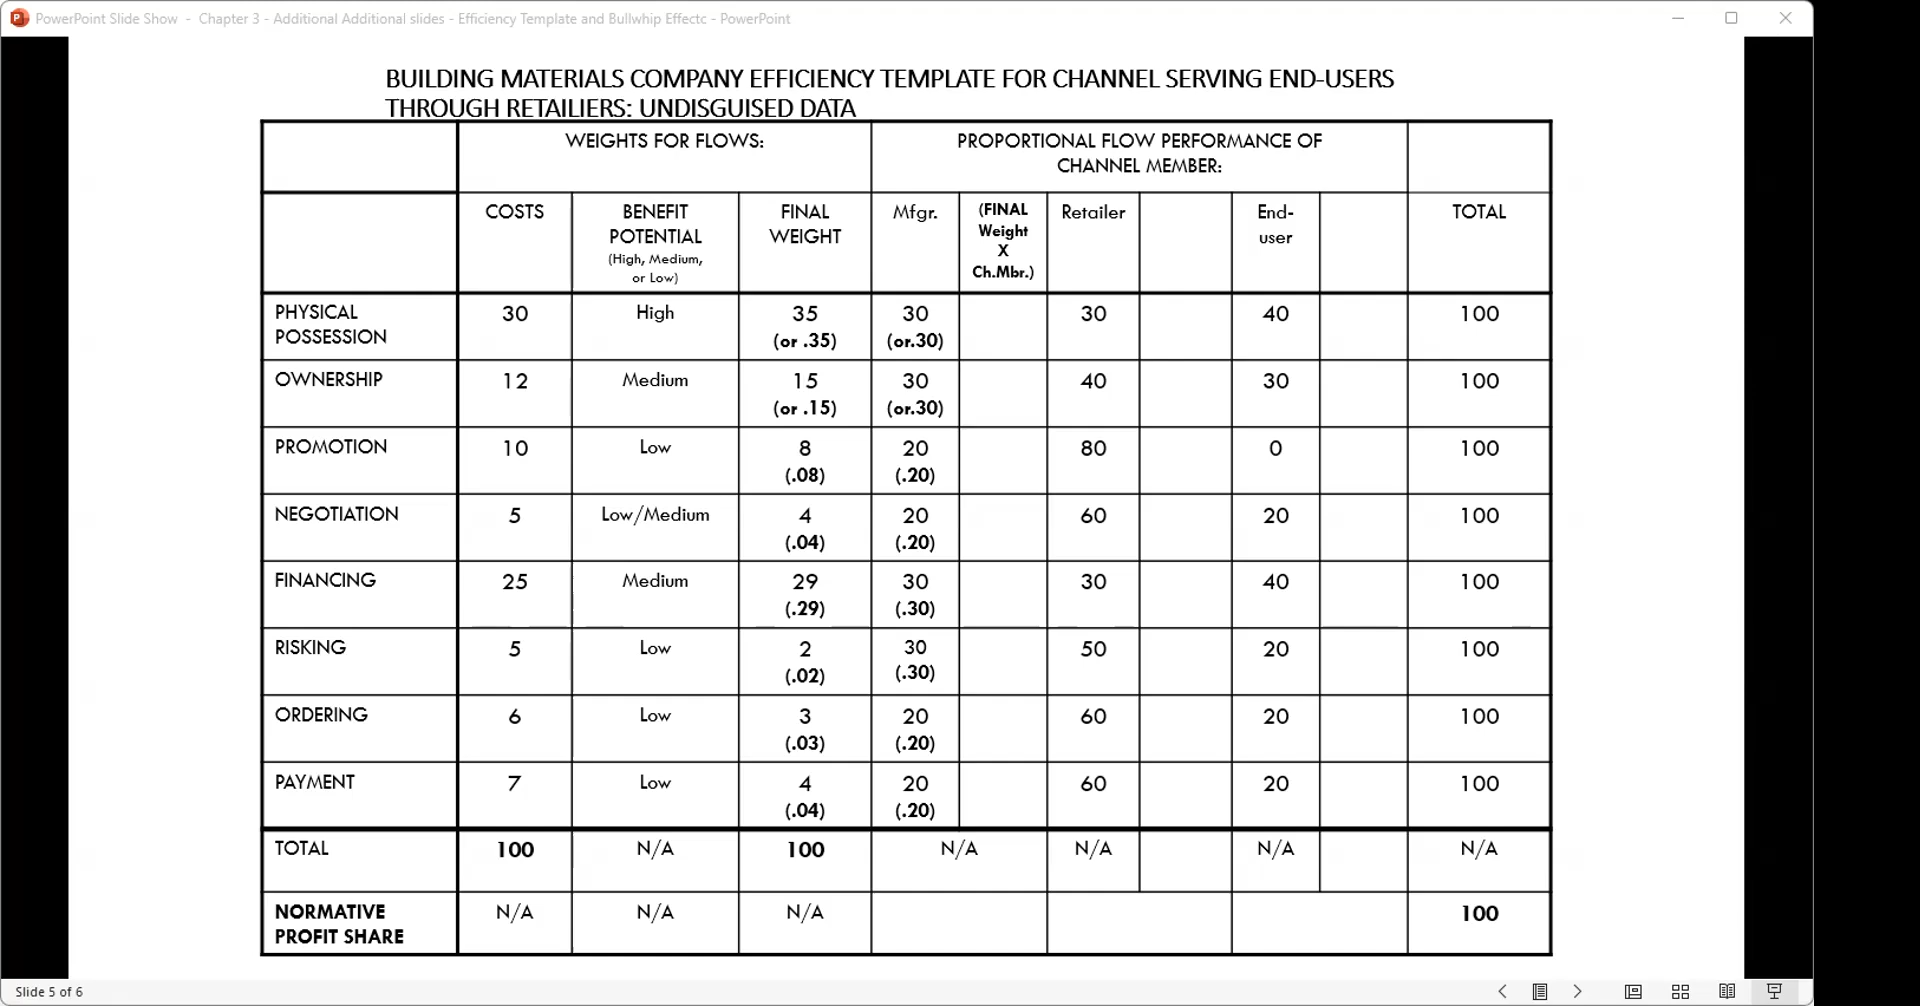 PowerPoint Slide Show - Chapter 3 - Additional Additional slides - Efficiency Template and Bullwhip Effectc - PowerPoint
BUILDING MATERIALS COMPANY EFFICIENCY TEMPLATE FOR CHANNEL SERVING END-USERS
THROUGH RETAILIERS: UNDISGUISED DATA
WEIGHTS FOR FLOWS:
PROPORTIONAL FLOW PERFORMANCE OF
CHANNEL MEMBER:
COSTS
BENEFIT
POTENTIAL
(High, Medium,
or Low)
FINAL
WEIGHT
Mfgr.
(FINAL
Weight
X
Ch.Mbr.)
Retailer
End-
user
TOTAL
PHYSICAL
POSSESSION
30
High
35
(or .35)
30
(or.30)
30
40
100
OWNERSHIP
12
Medium
15
(or .15)
30
(or.30)
40
30
100
PROMOTION
10
Low
8
(.08)
20
(.20)
80
0
100
NEGOTIATION
5
Low/Medium
4
(.04)
20
(.20)
60
20
100
FINANCING
25
Medium
29
(.29)
30
(.30)
30
40
100
RISKING
5
Low
2
(.02)
30
(.30)
50
20
100
ORDERING
6
Low
3
(.03)
20
(.20)
60
20
100
PAYMENT
7
Low
4
(.04)
20
(.20)
60
20
100
TOTAL
100
N/A
100
N/A
N/A
N/A
N/A
NORMATIVE
PROFIT SHARE
N/A
N/A
N/A
100
Slide 5 of 6